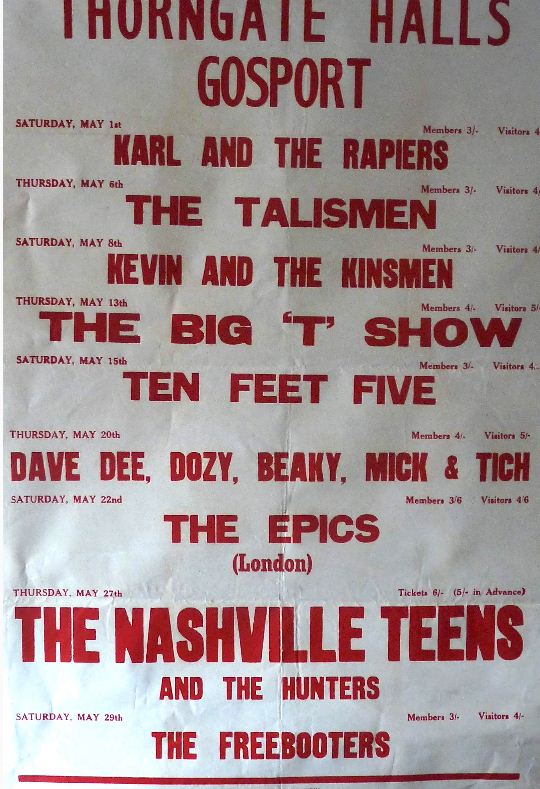 THORNGATE HALLS
GOSPORT
SATURDAY, MAY 1st Members 3/- Visitors 4
KARL AND THE RAPIERS
THURSDAY, MAY 6th Members 3/- Visitors 4/
THE TALISMEN
SATURDAY, MAY 8th Members 3/- Visitors 4/
KEVIN AND THE KINSMEN
THURSDAY, MAY 13th Members 4/- Visitors 5/
THE BIG 'T' SHOW
SATURDAY, MAY 15th Members 3/- Visitors 4
TEN FEET FIVE
THURSDAY, MAY 20th Members 4/- Visitors 5/-
DAVE DEE, DOZY, BEAKY, MICK & TICH
SATURDAY, MAY 22nd Members 3/6 Visitors 4/6
THE EPICS
(London)
THURSDAY, MAY 27th Tickets 6/- (5/- in Advance)
THE NASHVILLE TEENS
AND THE HUNTERS
SATURDAY, MAY 29th Members 3/- Visitors 4/-
THE FREEBOOTERS